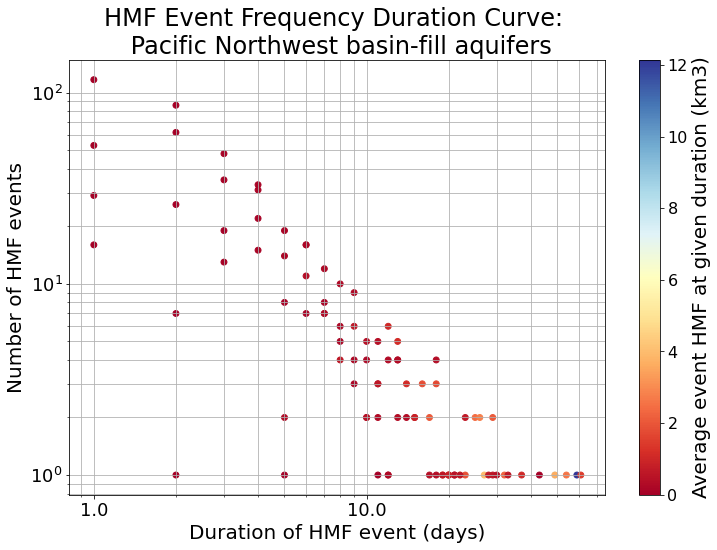 HMF Event Frequency Duration Curve:
Pacific Northwest basin-fill aquifers
Number of HMF events
10²
10¹
10⁰
1.0 10.0
Duration of HMF event (days)
12
10
8
6
4
2
0
Average event HMF at given duration (km3)